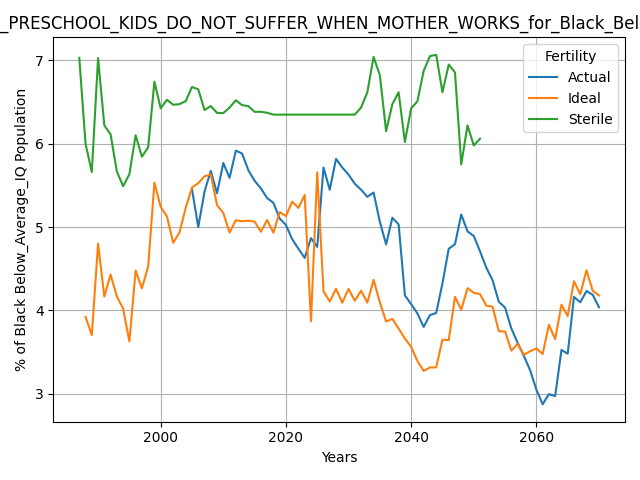 _PRESCHOOL_KIDS_DO_NOT_SUFFER_WHEN_MOTHER_WORKS_for_Black_Bel
Fertility
Actual
Ideal
Sterile
% of Black Below_Average_IQ Population
7
6
5
4
3
2000
2020
2040
2060
Years